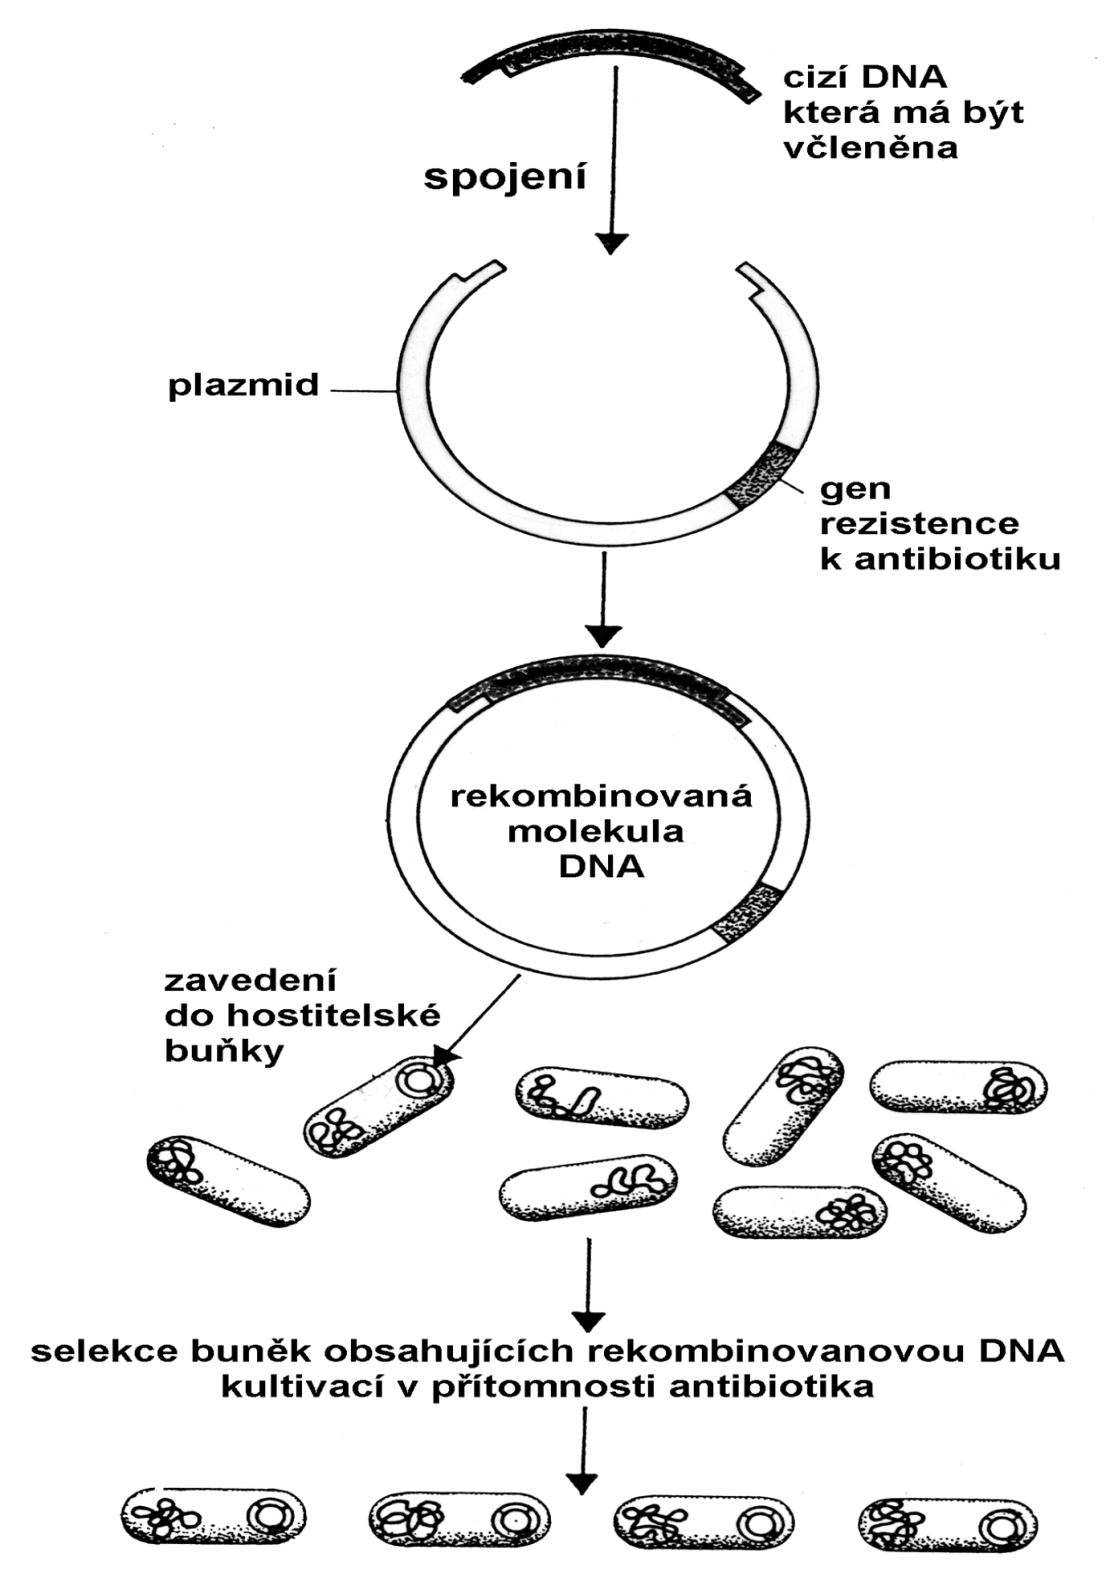 cizí DNA
která má být
včleněna
spojení
plazmid
gen
rezistence
k antibiotiku
rekombinovaná
molekula
DNA
zavedení
do hostitelské
buňky
selekce buněk obsahujících rekombinovanovou DNA
kultivací v přítomnosti antibiotika